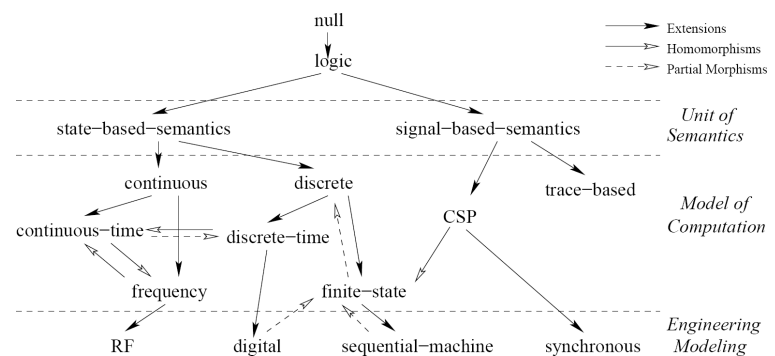 null
Extensions
Homomorphisms
Partial Morphisms
logic
state-based-semantics
signal-based-semantics
Unit of
Semantics
continuous
discrete
trace-based
CSP
Model of
Computation
continuous-time
discrete-time
frequency
finite-state
RF
digital
sequential-machine
synchronous
Engineering
Modeling